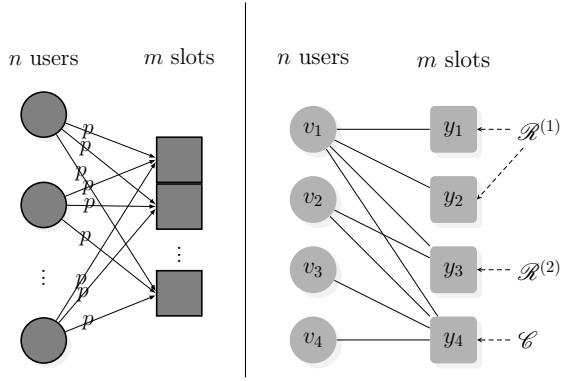 n users
m slots
p
p
p
p
p
p
p
p
p
⋮
⋮
n users
m slots
v₁
y₁
ℛ⁽¹⁾
v₂
y₂
v₃
y₃
ℛ⁽²⁾
v₄
y₄
𝒞